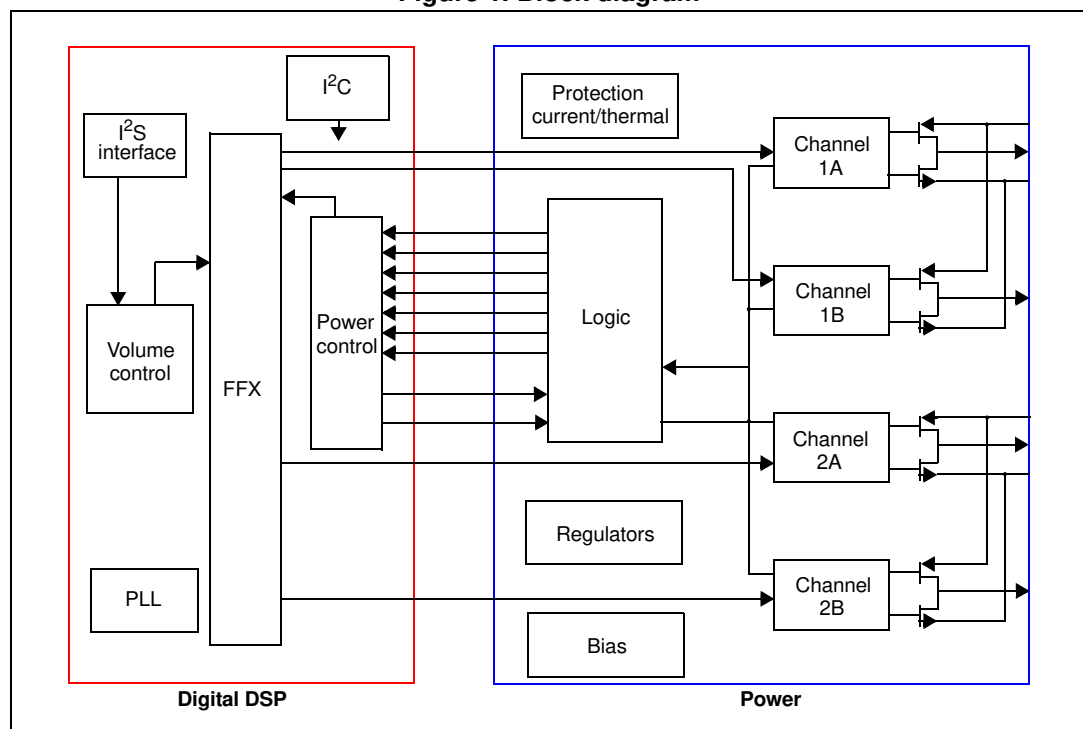 Figure 1. Block diagram
I²C
I²S
interface
Volume
control
FFX
Power
control
PLL
Digital DSP
Protection
current/thermal
Logic
Regulators
Bias
Channel
1A
Channel
1B
Channel
2A
Channel
2B
Power